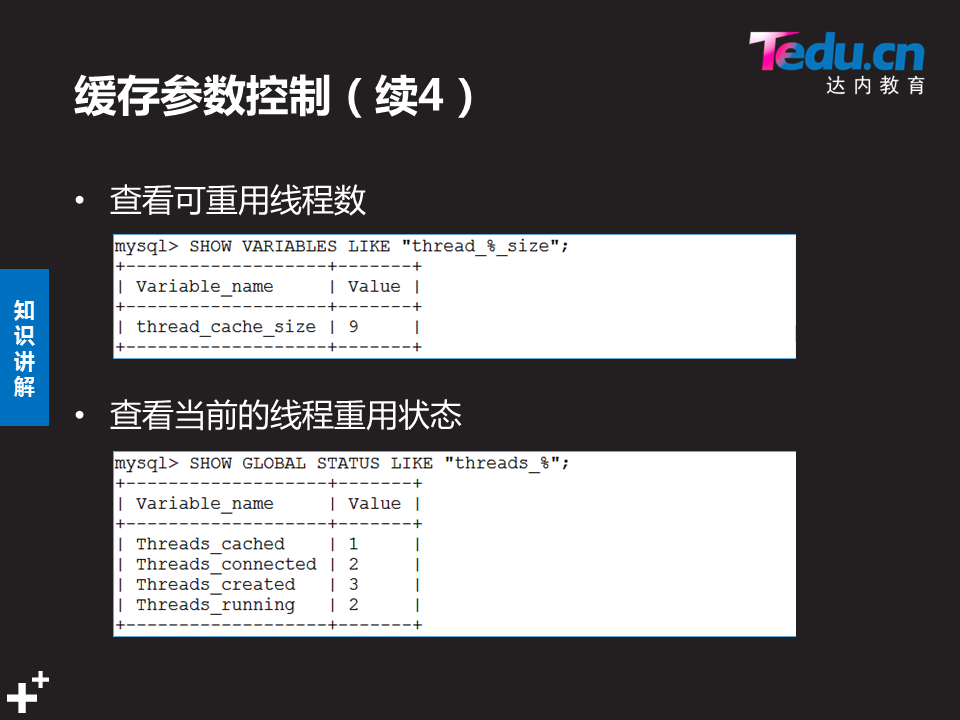 Tedu.cn
达内教育
缓存参数控制（续4）
• 查看可重用线程数
mysql> SHOW VARIABLES LIKE "thread_%_size";
+-------------------+-------+
| Variable_name     | Value |
+-------------------+-------+
| thread_cache_size | 9     |
+-------------------+-------+
知识讲解
• 查看当前的线程重用状态
mysql> SHOW GLOBAL STATUS LIKE "threads_%";
+-------------------+-------+
| Variable_name     | Value |
+-------------------+-------+
| Threads_cached    | 1     |
| Threads_connected | 2     |
| Threads_created   | 3     |
| Threads_running   | 2     |
+-------------------+-------+